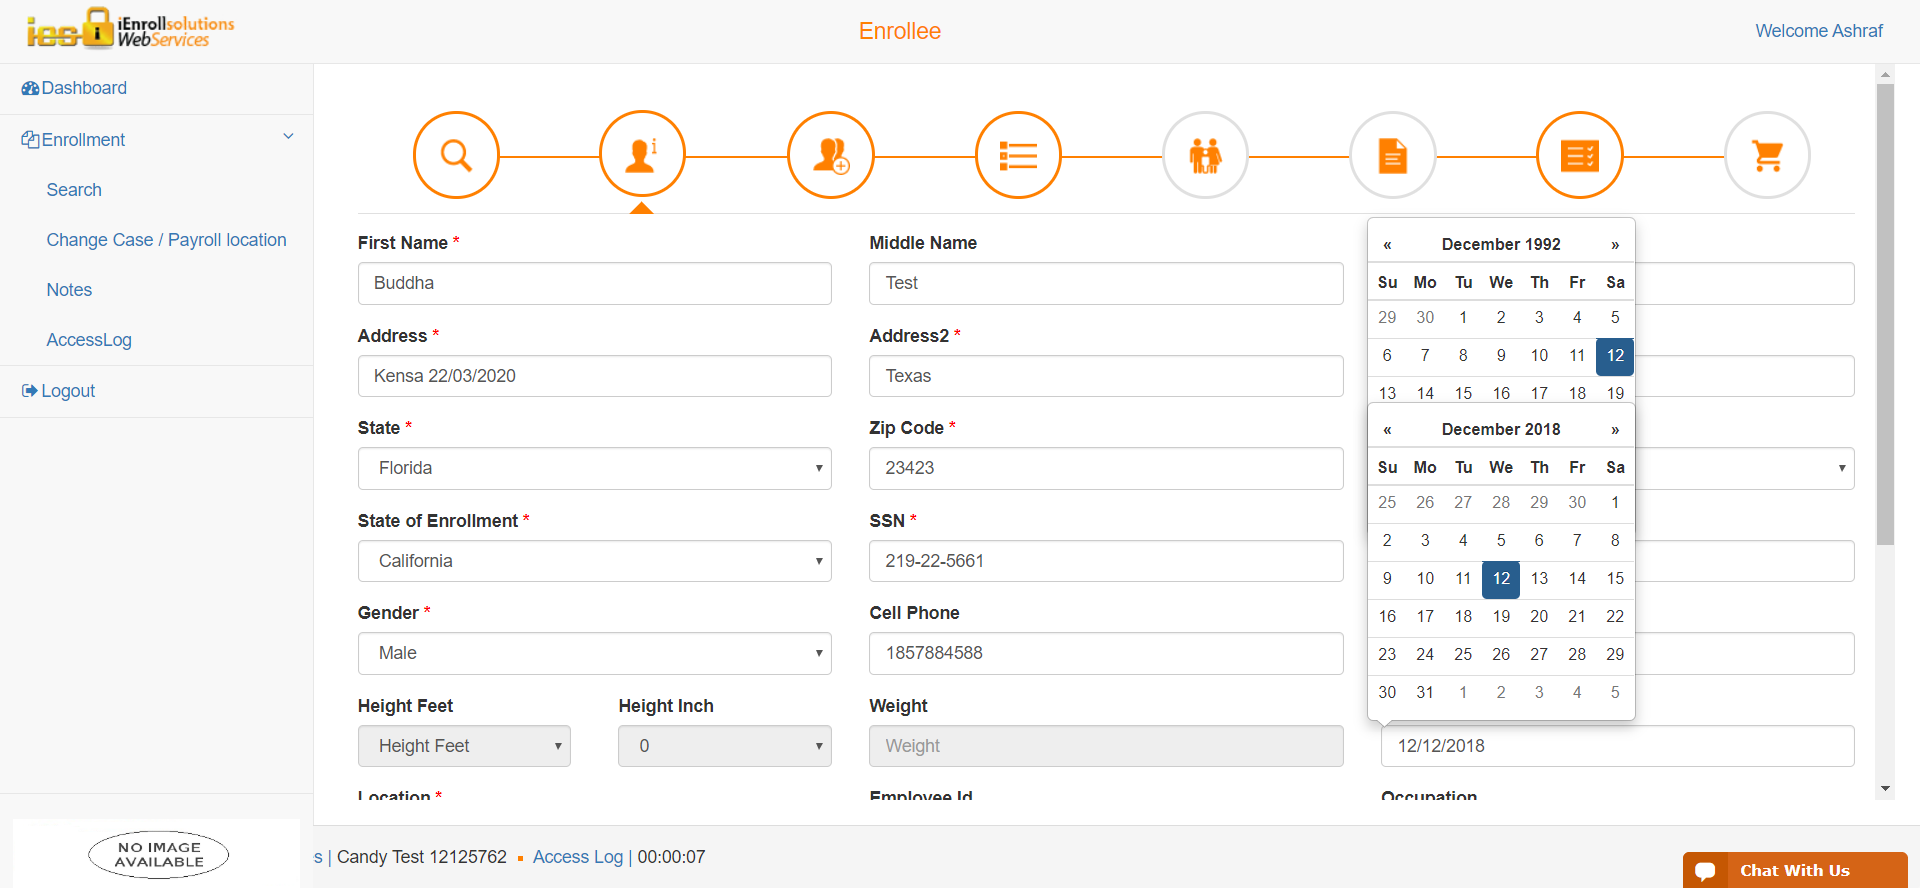 ies iEnrollsolutions
WebServices
Enrollee
Welcome Ashraf
Dashboard
Enrollment
Search
Change Case / Payroll location
Notes
AccessLog
Logout
First Name *
Middle Name
Buddha
Test
Address *
Address2 *
Kensa 22/03/2020
Texas
State *
Zip Code *
Florida
23423
State of Enrollment *
SSN *
California
219-22-5661
Gender *
Cell Phone
Male
1857884588
Height Feet
Height Inch
Weight
Height Feet
0
Weight
12/12/2018
Location *
Employee Id
Occupation
« December 1992 »
Su Mo Tu We Th Fr Sa
29 30 1 2 3 4 5
6 7 8 9 10 11 12
13 14 15 16 17 18 19
« December 2018 »
Su Mo Tu We Th Fr Sa
25 26 27 28 29 30 1
2 3 4 5 6 7 8
9 10 11 12 13 14 15
16 17 18 19 20 21 22
23 24 25 26 27 28 29
30 31 1 2 3 4 5
NO IMAGE
AVAILABLE
s | Candy Test 12125762 ▪ Access Log | 00:00:07
Chat With Us